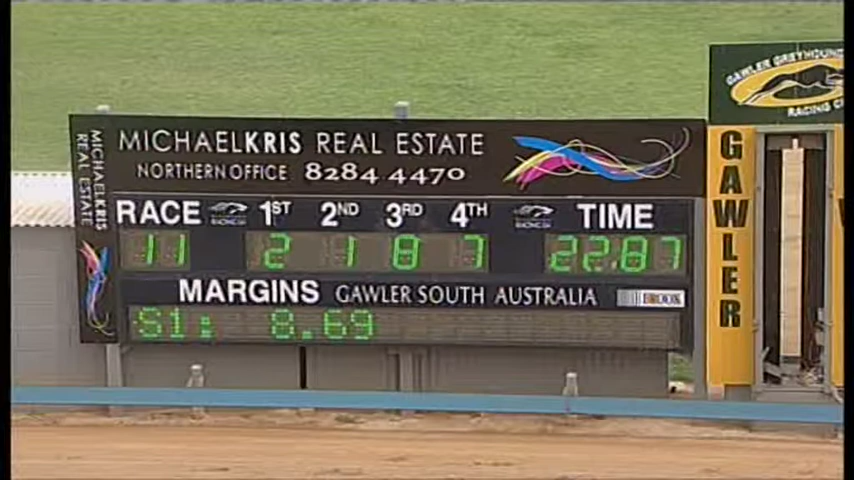 GAWLER GREYHOUND
RACING CLUB
MICHAELKRIS REAL ESTATE
NORTHERN OFFICE 8284 4470
MICHAELKRIS
REAL ESTATE
RACE 1ST 2ND 3RD 4TH TIME
11 2 1 8 7 22.87
MARGINS GAWLER SOUTH AUSTRALIA
S1: 8.69
GAWLER